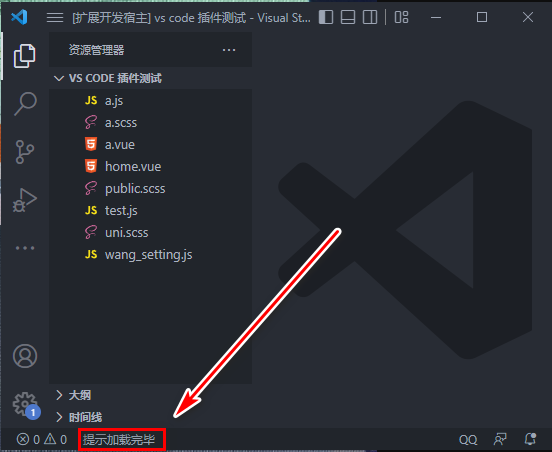 [扩展开发宿主] vs code 插件测试 - Visual St...
资源管理器
VS CODE 插件测试
JS a.js
a.scss
a.vue
home.vue
public.scss
JS test.js
uni.scss
JS wang_setting.js
大纲
时间线
1
0 0 提示加载完毕 QQ